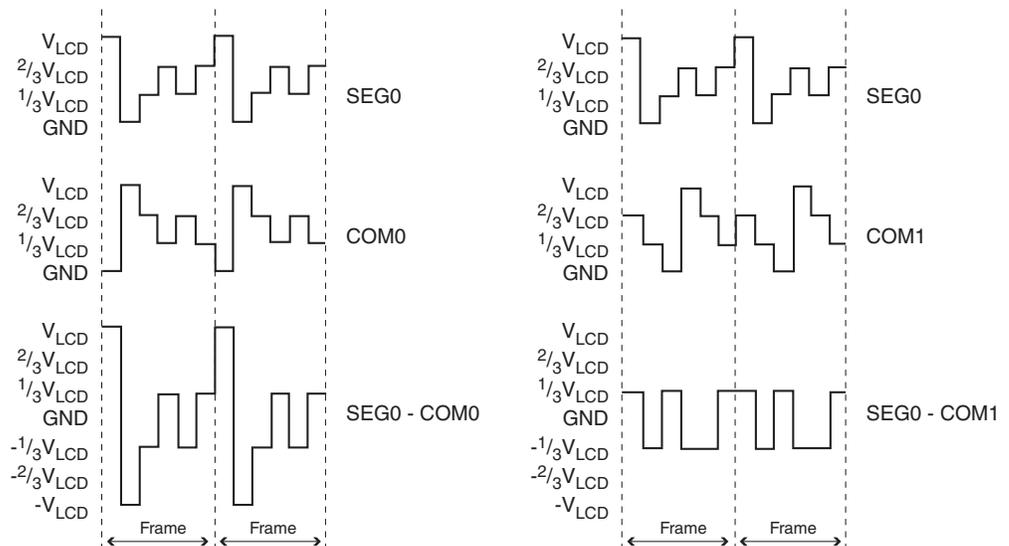 VLCD
2/3VLCD
1/3VLCD
GND
SEG0
VLCD
2/3VLCD
1/3VLCD
GND
COM0
VLCD
2/3VLCD
1/3VLCD
GND
-1/3VLCD
-2/3VLCD
-VLCD
SEG0 - COM0
Frame
Frame
VLCD
2/3VLCD
1/3VLCD
GND
SEG0
VLCD
2/3VLCD
1/3VLCD
GND
COM1
VLCD
2/3VLCD
1/3VLCD
GND
-1/3VLCD
-2/3VLCD
-VLCD
SEG0 - COM1
Frame
Frame